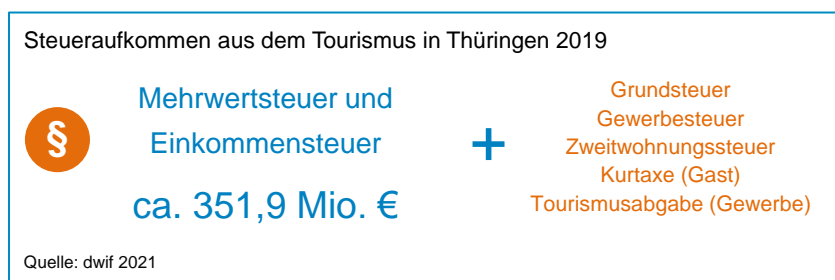 Steueraufkommen aus dem Tourismus in Thüringen 2019
§
Mehrwertsteuer und
Einkommensteuer
ca. 351,9 Mio. €
+
Grundsteuer
Gewerbesteuer
Zweitwohnungssteuer
Kurtaxe (Gast)
Tourismusabgabe (Gewerbe)
Quelle: dwif 2021